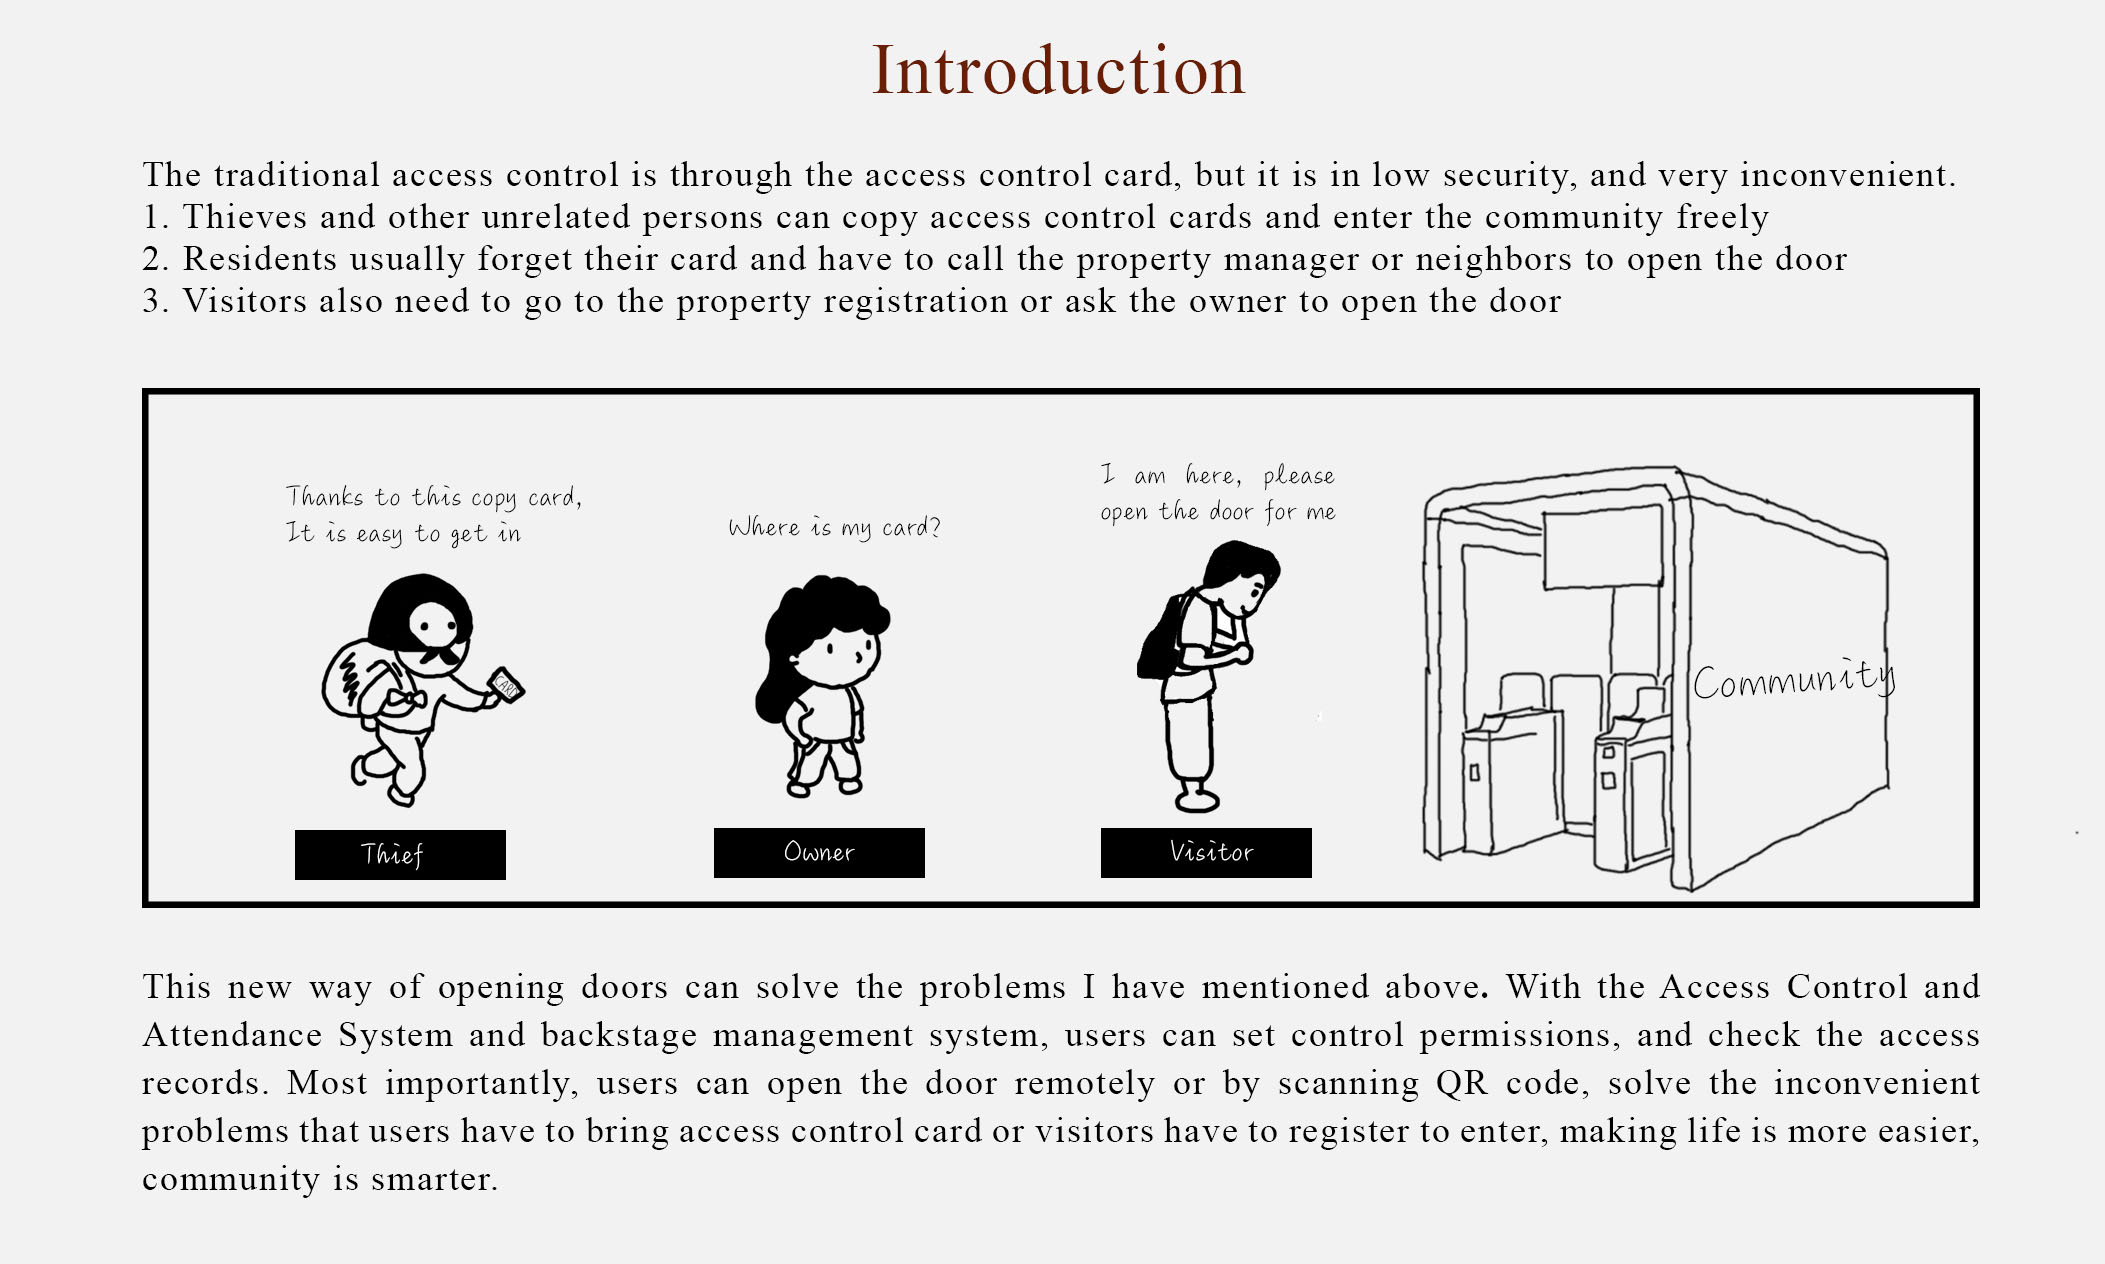 Introduction
The traditional access control is through the access control card, but it is in low security, and very inconvenient.
1. Thieves and other unrelated persons can copy access control cards and enter the community freely
2. Residents usually forget their card and have to call the property manager or neighbors to open the door
3. Visitors also need to go to the property registration or ask the owner to open the door
Thanks to this copy card,
It is easy to get in
CARD
Thief
Where is my card?
Owner
I am here, please
open the door for me
Visitor
Community
This new way of opening doors can solve the problems I have mentioned above. With the Access Control and
Attendance System and backstage management system, users can set control permissions, and check the access
records. Most importantly, users can open the door remotely or by scanning QR code, solve the inconvenient
problems that users have to bring access control card or visitors have to register to enter, making life is more easier,
community is smarter.